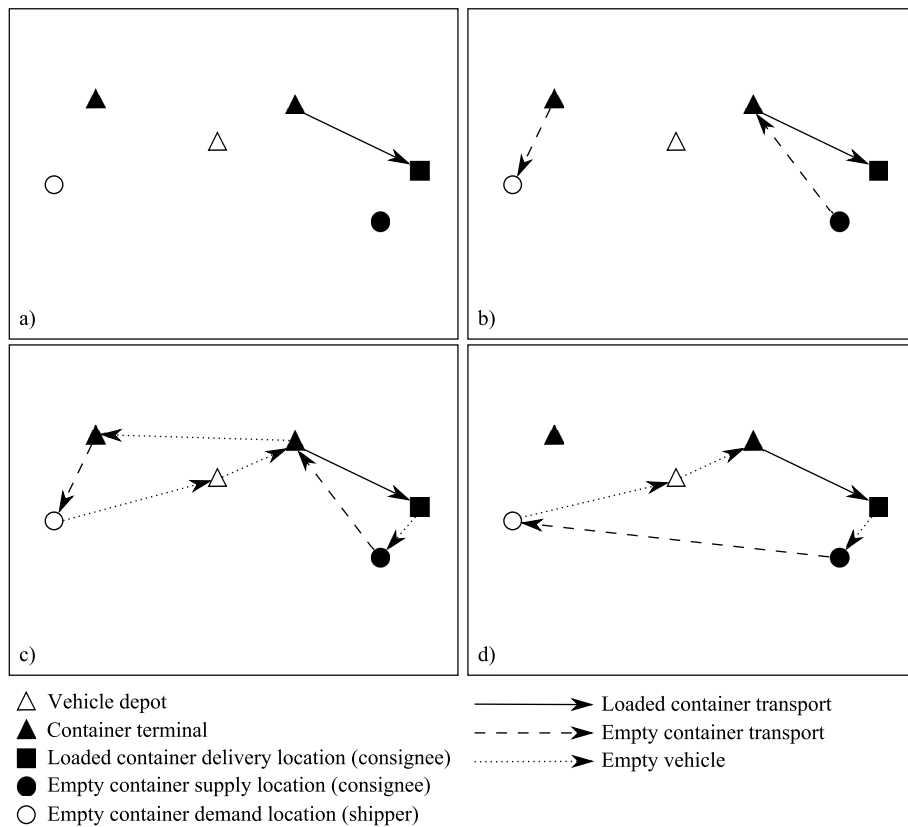 a)
b)
c)
d)
Vehicle depot
Container terminal
Loaded container delivery location (consignee)
Empty container supply location (consignee)
Empty container demand location (shipper)
Loaded container transport
Empty container transport
Empty vehicle